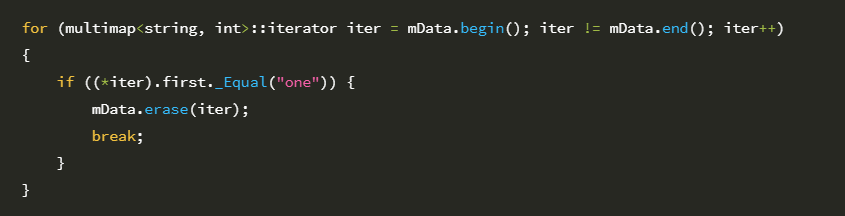 for (multimap<string, int>::iterator iter = mData.begin(); iter != mData.end(); iter++)
{
    if ((*iter).first._Equal("one")) {
        mData.erase(iter);
        break;
    }
}